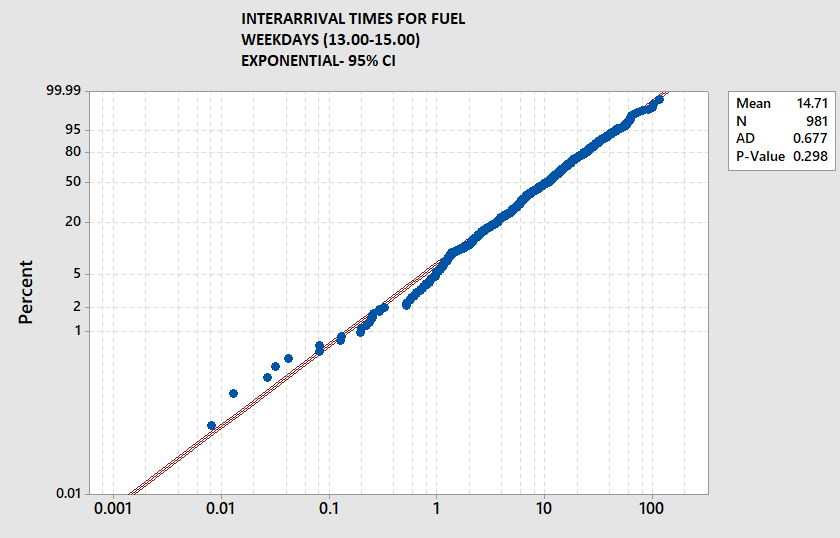 INTERARRIVAL TIMES FOR FUEL
WEEKDAYS (13.00-15.00)
EXPONENTIAL- 95% CI
99.99
95
80
50
20
5
2
1
0.01
Percent
0.001 0.01 0.1 1 10 100
Mean 14.71
N 981
AD 0.677
P-Value 0.298